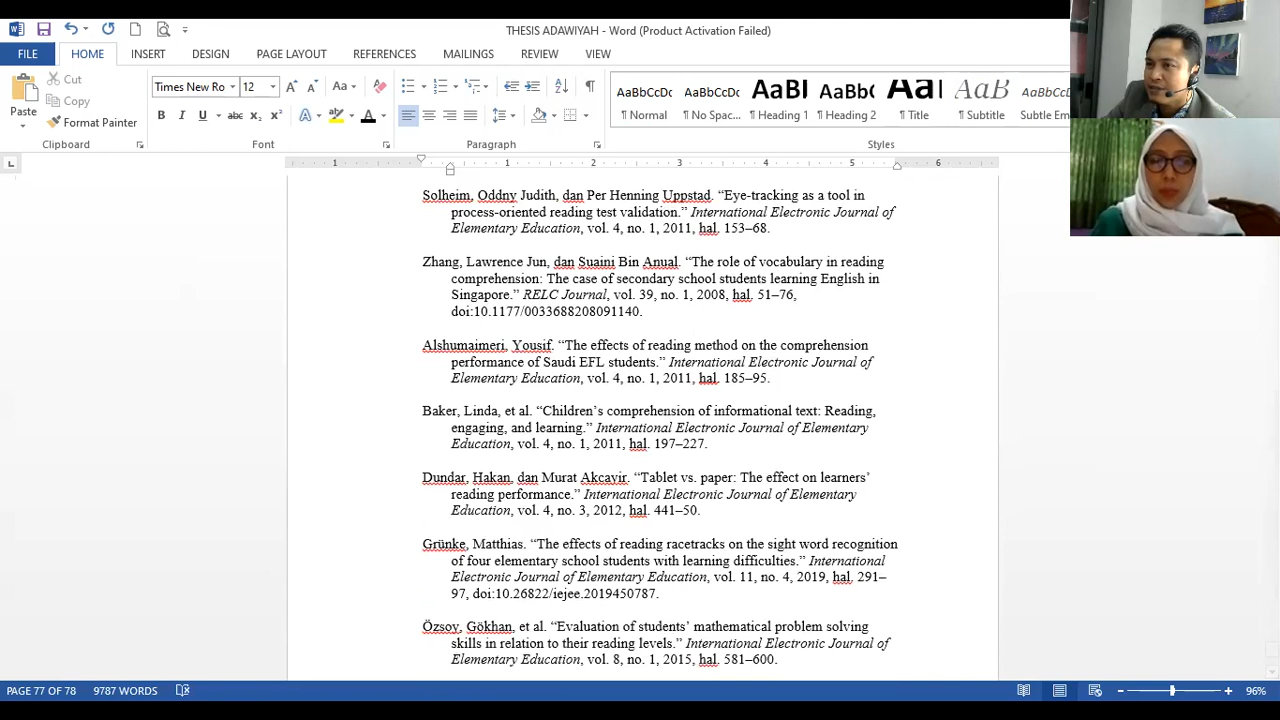 THESIS ADAWIYAH - Word (Product Activation Failed)
FILE HOME INSERT DESIGN PAGE LAYOUT REFERENCES MAILINGS REVIEW VIEW
Cut
Copy
Paste Format Painter
Times New Ro 12
AaBbCcDc AaBbCcDc AaBl AaBb( AaBl AaB AaBbCcDc
¶ Normal ¶ No Spac... ¶ Heading 1 ¶ Heading 2 ¶ Title ¶ Subtitle Subtle Em
Clipboard Font Paragraph Styles
1 1 2 3 4 5 6
Solheim, Oddny Judith, dan Per Henning Uppstad. “Eye-tracking as a tool in
process-oriented reading test validation.” International Electronic Journal of
Elementary Education, vol. 4, no. 1, 2011, hal. 153–68.
Zhang, Lawrence Jun, dan Suaini Bin Anual. “The role of vocabulary in reading
comprehension: The case of secondary school students learning English in
Singapore.” RELC Journal, vol. 39, no. 1, 2008, hal. 51–76,
doi:10.1177/0033688208091140.
Alshumaimeri, Yousif. “The effects of reading method on the comprehension
performance of Saudi EFL students.” International Electronic Journal of
Elementary Education, vol. 4, no. 1, 2011, hal. 185–95.
Baker, Linda, et al. “Children’s comprehension of informational text: Reading,
engaging, and learning.” International Electronic Journal of Elementary
Education, vol. 4, no. 1, 2011, hal. 197–227.
Dundar, Hakan, dan Murat Akcayir. “Tablet vs. paper: The effect on learners’
reading performance.” International Electronic Journal of Elementary
Education, vol. 4, no. 3, 2012, hal. 441–50.
Grünke, Matthias. “The effects of reading racetracks on the sight word recognition
of four elementary school students with learning difficulties.” International
Electronic Journal of Elementary Education, vol. 11, no. 4, 2019, hal. 291–
97, doi:10.26822/iejee.2019450787.
Özsoy, Gökhan, et al. “Evaluation of students’ mathematical problem solving
skills in relation to their reading levels.” International Electronic Journal of
Elementary Education, vol. 8, no. 1, 2015, hal. 581–600.
PAGE 77 OF 78 9787 WORDS 96%